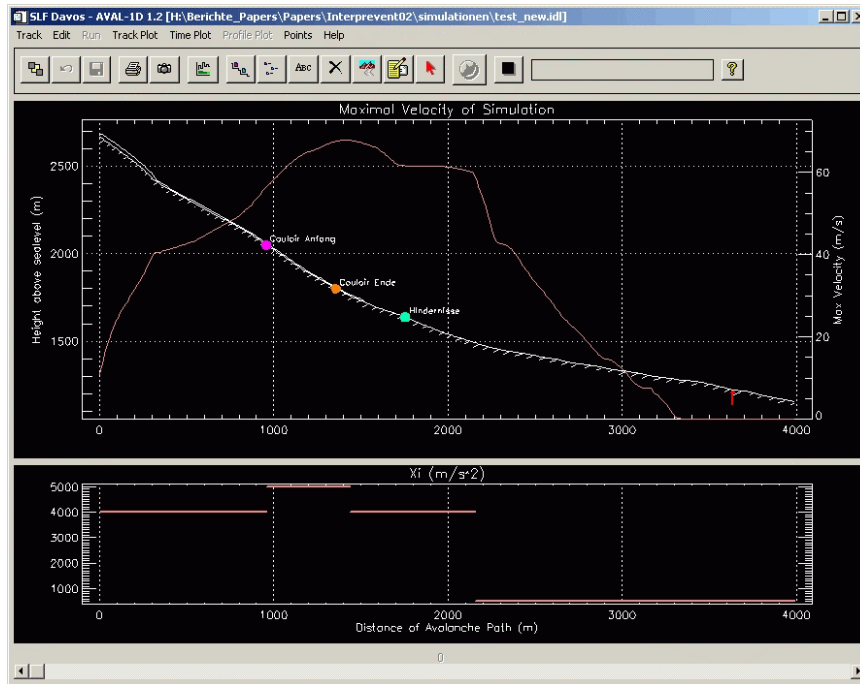 SLF Davos - AVAL-1D 1.2 [H:\Berichte_Papers\Papers\Interprevent02\simulationen\test_new.idl]
Track Edit Run Track Plot Time Plot Profile Plot Points Help
ABC
?
Maximal Velocity of Simulation
Height above sealevel (m)
2500
2000
1500
Couloir Anfang
Couloir Ende
Hindernisse
60
40
20
0
Max Velocity (m/s)
0 1000 2000 3000 4000
Xi (m/s^2)
5000
4000
3000
2000
1000
0 1000 2000 3000 4000
Distance of Avalanche Path (m)
0